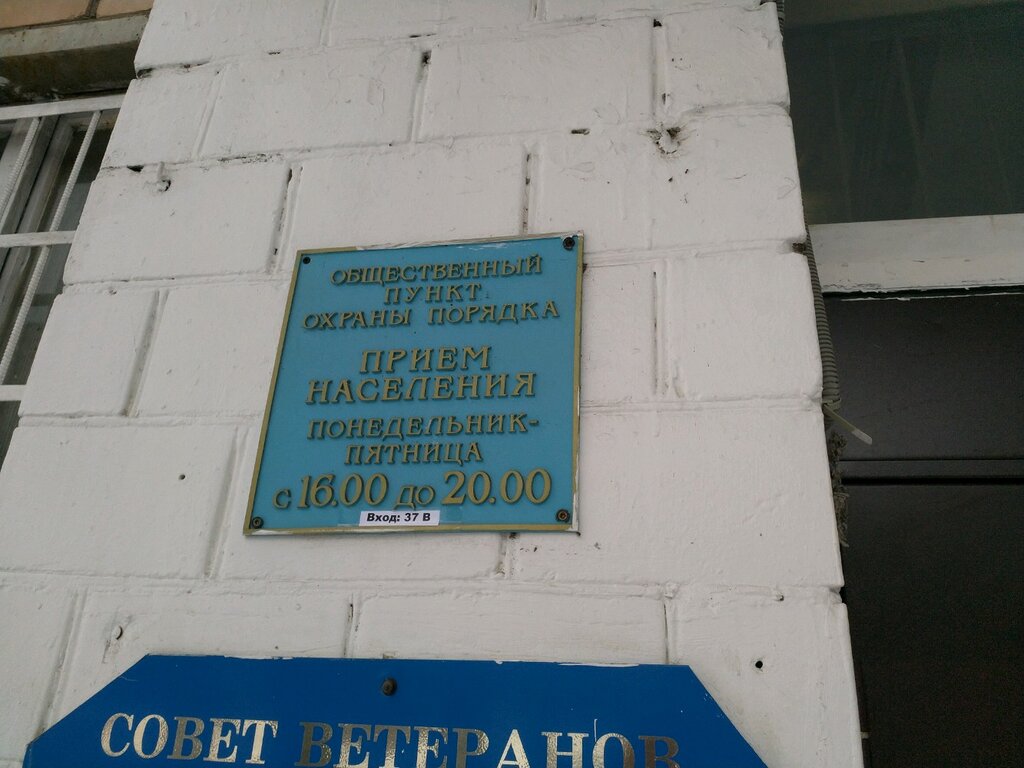 ОБЩЕСТВЕННЫЙ
ПУНКТ
ОХРАНЫ ПОРЯДКА
ПРИЕМ
НАСЕЛЕНИЯ
ПОНЕДЕЛЬНИК-
ПЯТНИЦА
С 16.00 ДО 20.00
Вход: 37 В
СОВЕТ ВЕТЕРАНОВ